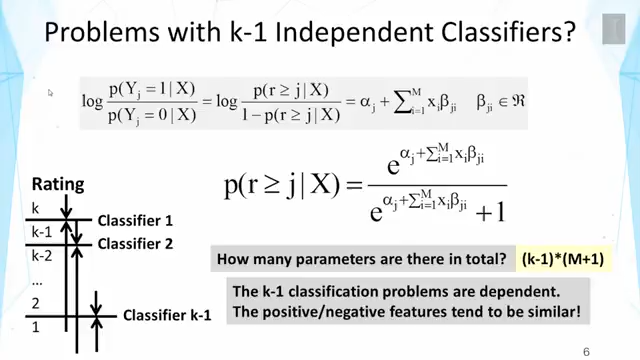 Problems with k-1 Independent Classifiers?
log p(Y_j = 1 | X) / p(Y_j = 0 | X) = log p(r ≥ j | X) / 1 − p(r ≥ j | X) = α_j + ∑_{i=1}^{M} x_i β_{ji}   β_{ji} ∈ ℜ
p(r ≥ j | X) = e^{α_j + ∑_{i=1}^{M} x_i β_{ji}} / e^{α_j + ∑_{i=1}^{M} x_i β_{ji}} + 1
Rating
k
Classifier 1
k-1
Classifier 2
k-2
...
2
Classifier k-1
1
How many parameters are there in total? (k-1)*(M+1)
The k-1 classification problems are dependent.
The positive/negative features tend to be similar!
6